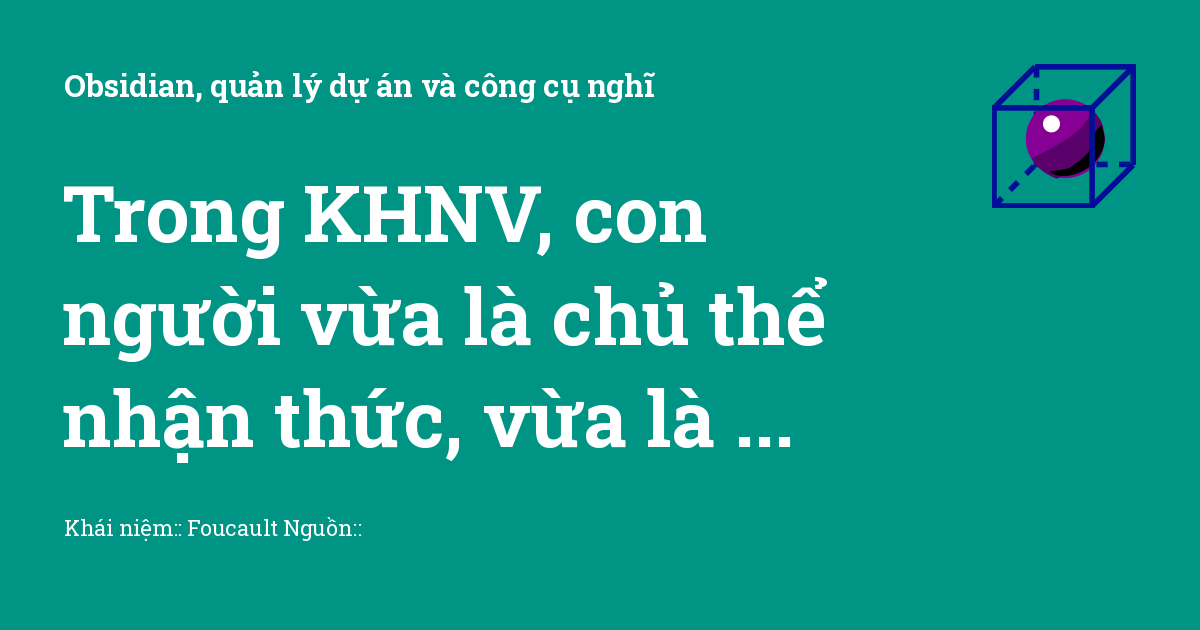 Obsidian, quản lý dự án và công cụ nghĩ
Trong KHNV, con
người vừa là chủ thể
nhận thức, vừa là ...
Khái niệm:: Foucault Nguồn::